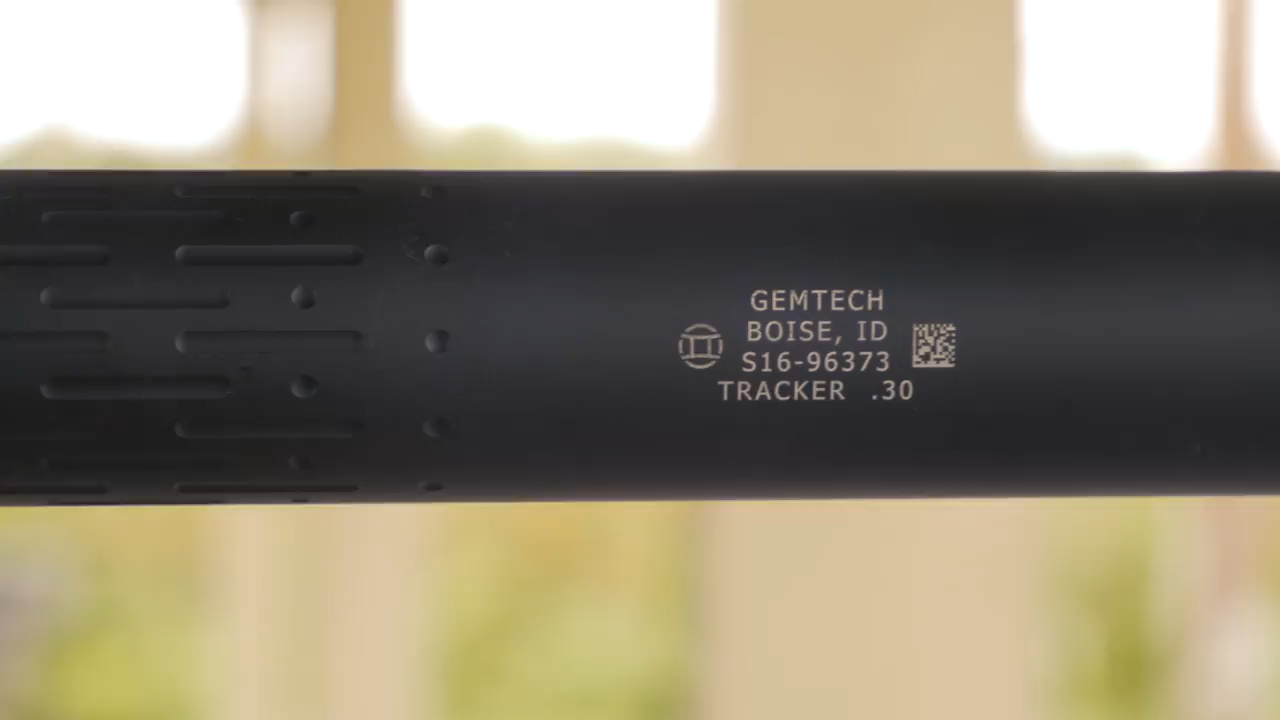 GEMTECH
BOISE, ID
S16-96373
TRACKER .30